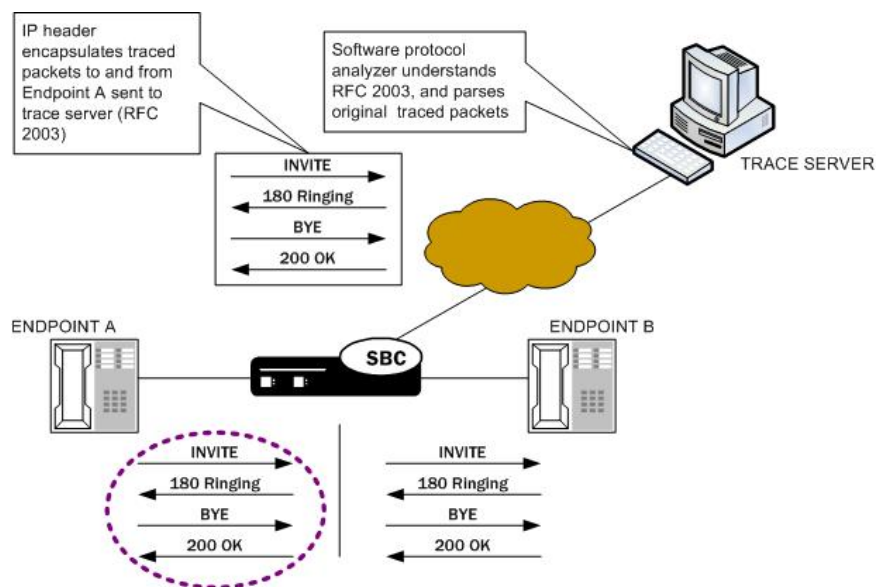 IP header
encapsulates traced
packets to and from
Endpoint A sent to
trace server (RFC
2003)
Software protocol
analyzer understands
RFC 2003, and parses
original traced packets
TRACE SERVER
INVITE
180 Ringing
BYE
200 OK
ENDPOINT A
SBC
ENDPOINT B
INVITE
180 Ringing
BYE
200 OK
INVITE
180 Ringing
BYE
200 OK